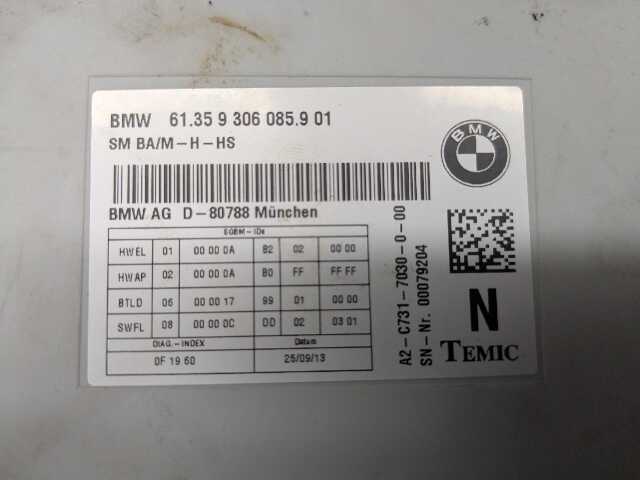 BMW 61.35 9 306 085.9 01
SM BA/M-H-HS
BMW
BMW AG D-80788 München
SGBM-IDs
HWEL 01 00 00 0A B2 02 00 00
HWAP 02 00 00 0A B0 FF FF FF
BTLD 06 00 00 17 99 01 00 00
SWFL 08 00 00 0C DD 02 03 01
DIAG.-INDEX Datum
0F 19 60 25/09/13
A2-C731-7030-0-00
SN-Nr. 00079204
N
TEMIC